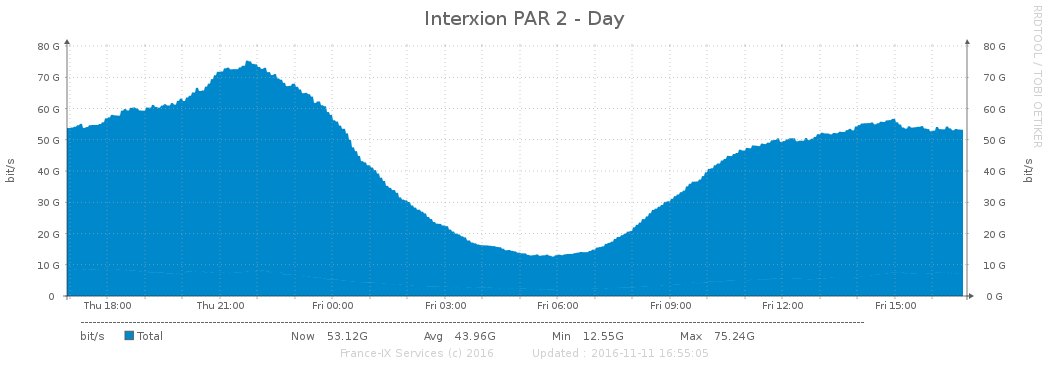 Interxion PAR 2 - Day
RRDTOOL / TOBI OETIKER
bit/s
80 G 80 G
70 G 70 G
60 G 60 G
50 G 50 G
40 G 40 G
30 G 30 G
20 G 20 G
10 G 10 G
0 0 G
bit/s
Thu 18:00 Thu 21:00 Fri 00:00 Fri 03:00 Fri 06:00 Fri 09:00 Fri 12:00 Fri 15:00
bit/s Total Now 53.12G Avg 43.96G Min 12.55G Max 75.24G
France-IX Services (c) 2016 Updated : 2016-11-11 16:55:05